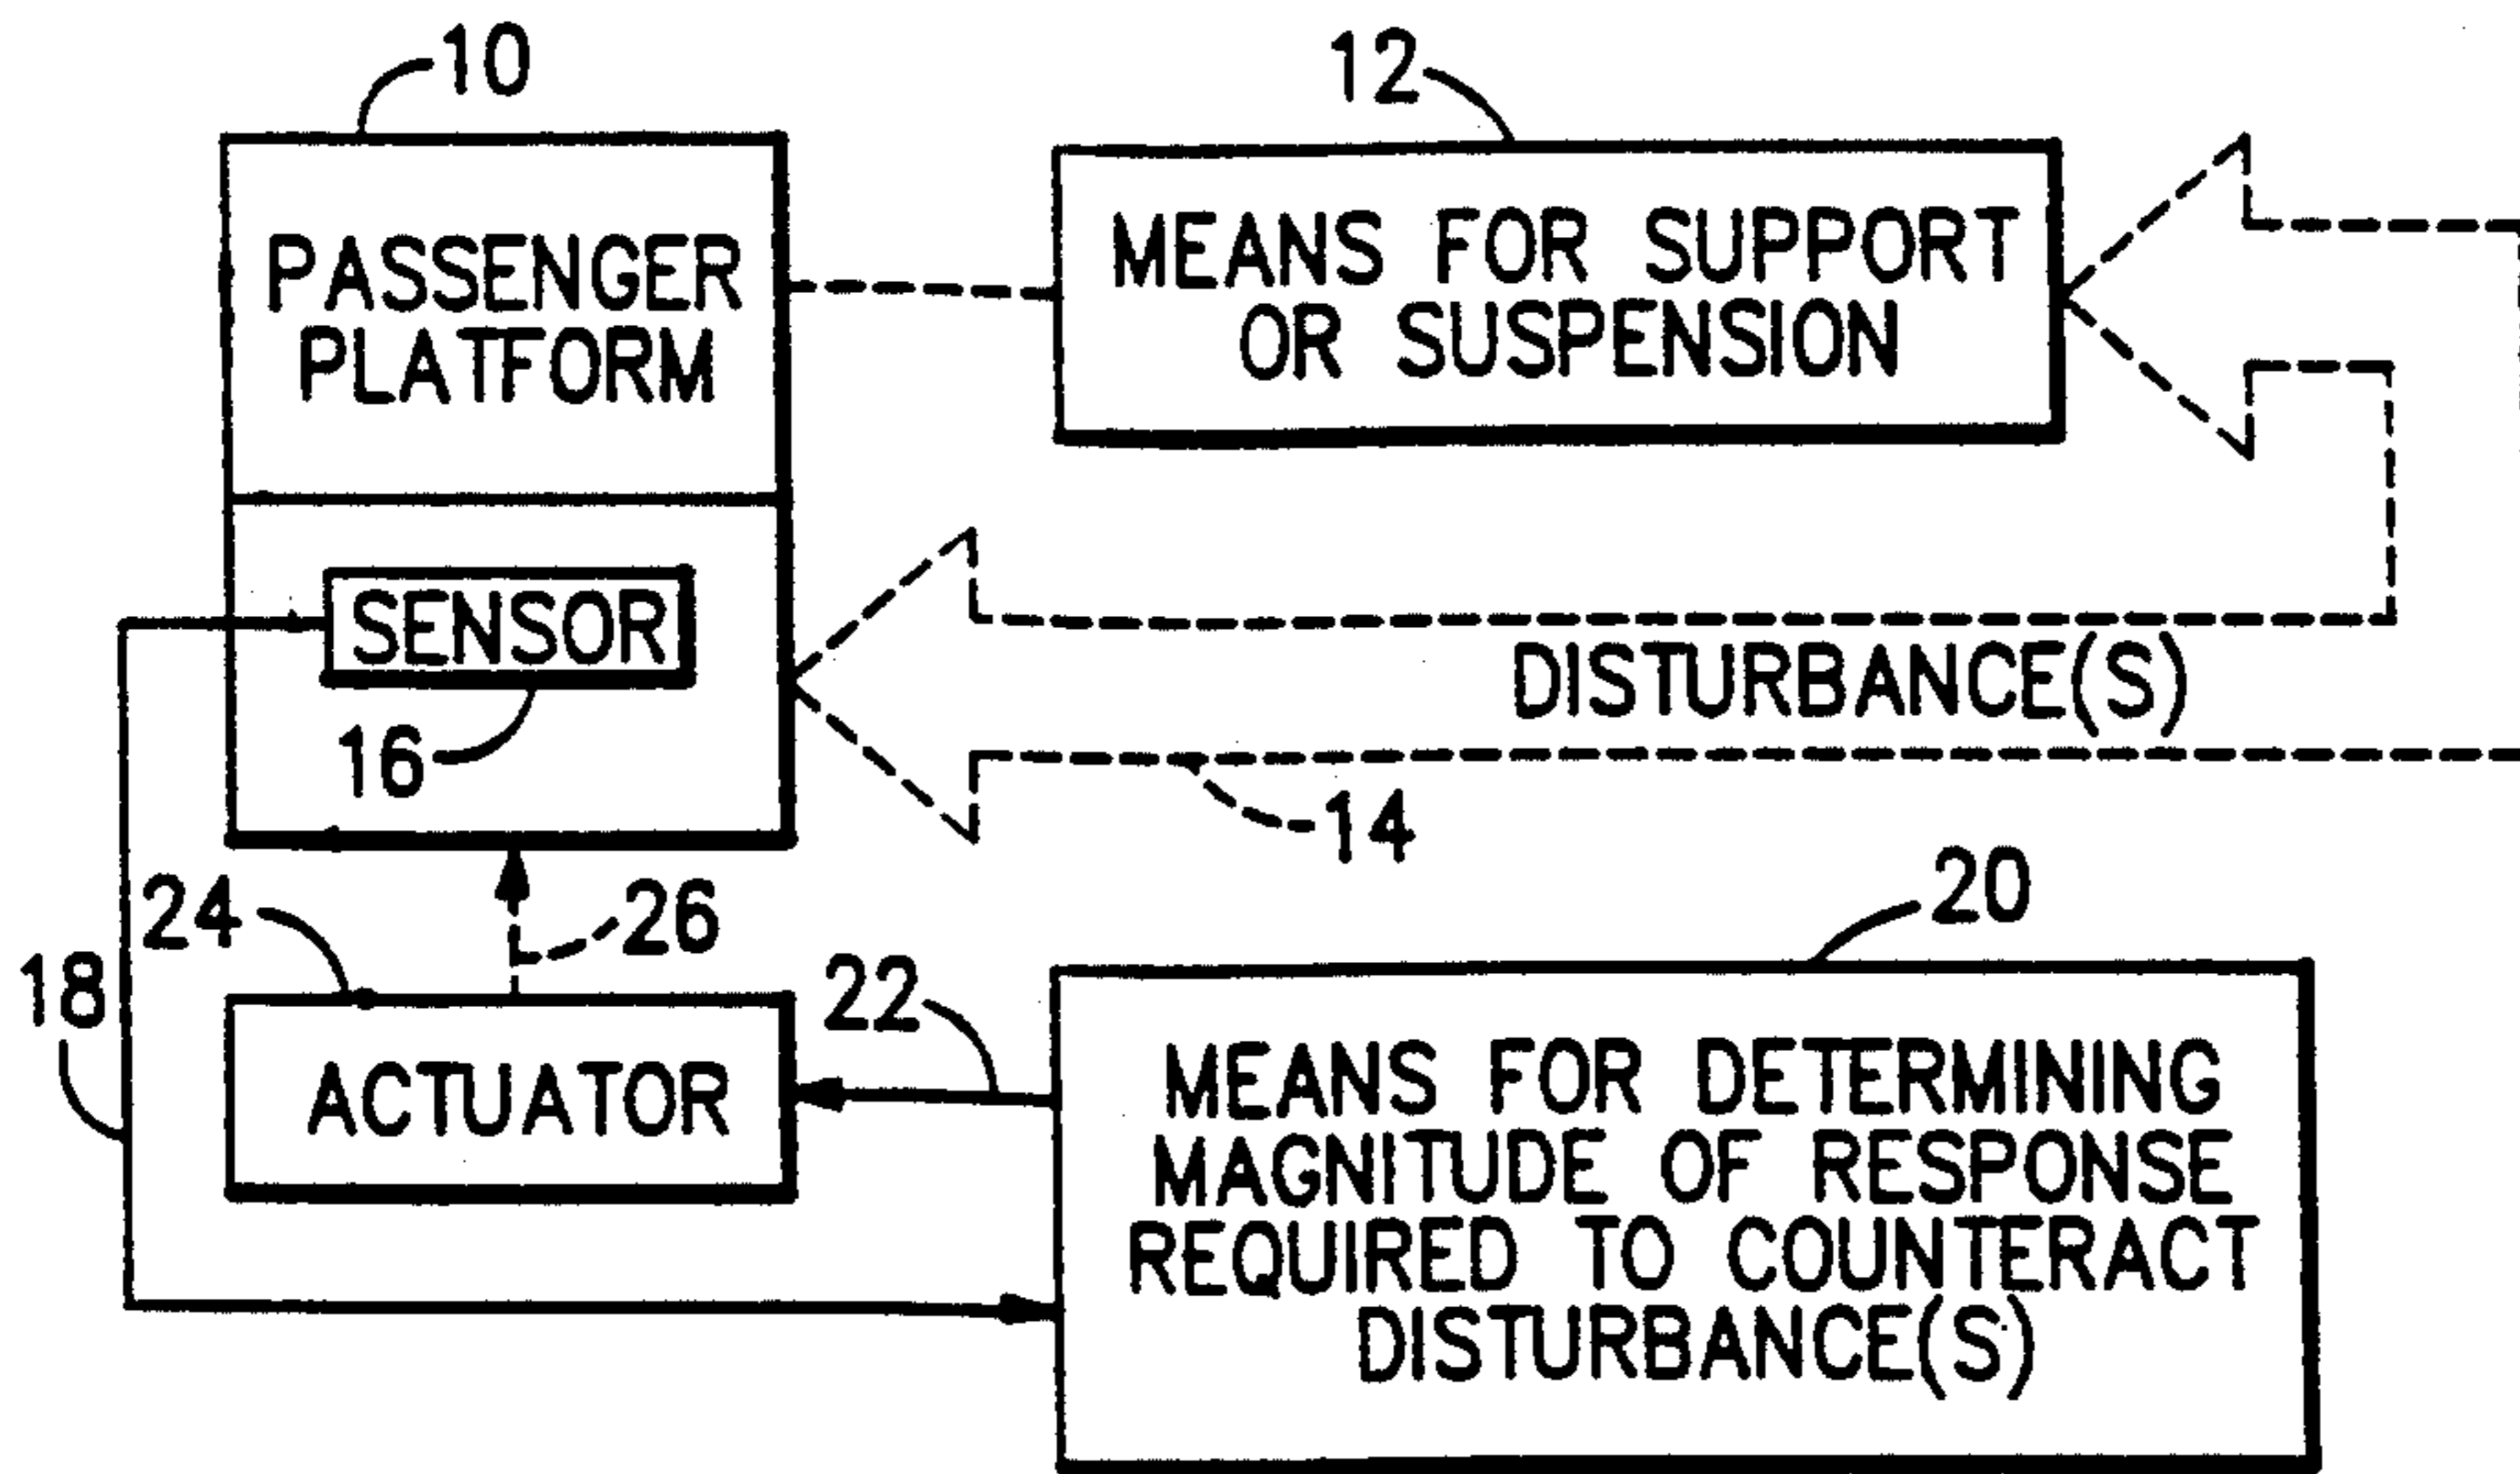 10
12
PASSENGER
PLATFORM
MEANS FOR SUPPORT
OR SUSPENSION
SENSOR
16
DISTURBANCE(S)
14
24
26
20
18
22
ACTUATOR
MEANS FOR DETERMINING
MAGNITUDE OF RESPONSE
REQUIRED TO COUNTERACT
DISTURBANCE(S)